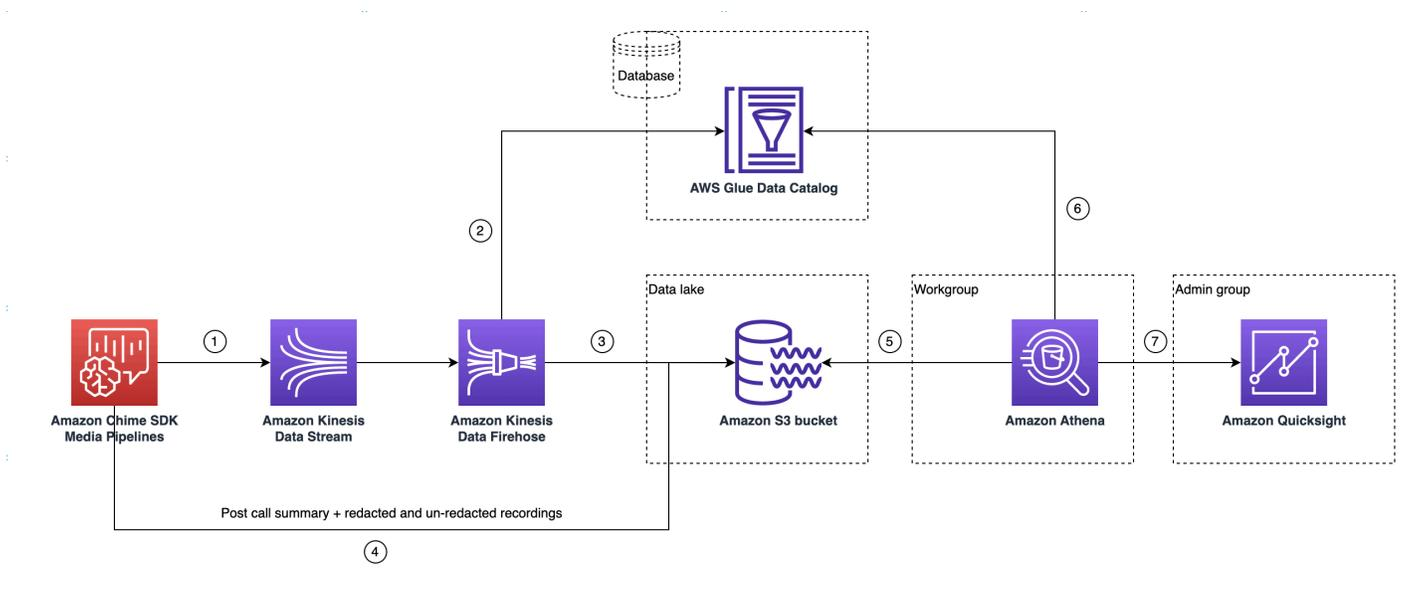 Database
AWS Glue Data Catalog
2
6
Data lake
Workgroup
Admin group
1
3
5
7
Amazon Chime SDK
Media Pipelines
Amazon Kinesis
Data Stream
Amazon Kinesis
Data Firehose
Amazon S3 bucket
Amazon Athena
Amazon Quicksight
Post call summary + redacted and un-redacted recordings
4